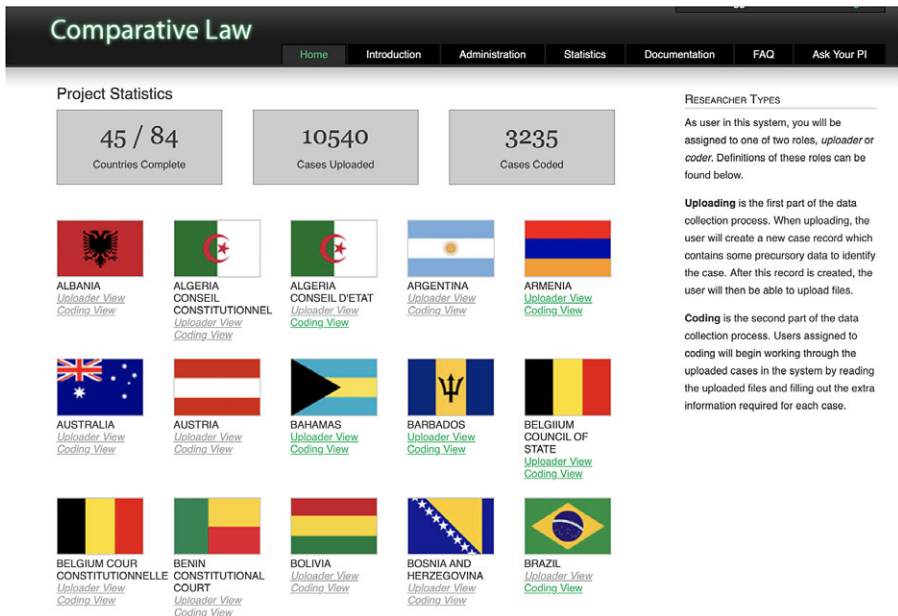 Comparative Law
Home Introduction Administration Statistics Documentation FAQ Ask Your PI
Project Statistics
45 / 84
Countries Complete
10540
Cases Uploaded
3235
Cases Coded
ALBANIA
Uploader View
Coding View
ALGERIA
CONSEIL
CONSTITUTIONNEL
Uploader View
Coding View
ALGERIA
CONSEIL D'ETAT
Uploader View
Coding View
ARGENTINA
Uploader View
Coding View
ARMENIA
Uploader View
Coding View
AUSTRALIA
Uploader View
Coding View
AUSTRIA
Uploader View
Coding View
BAHAMAS
Uploader View
Coding View
BARBADOS
Uploader View
Coding View
BELGIIUM
COUNCIL OF
STATE
Uploader View
Coding View
BELGIUM COUR
CONSTITUTIONNELLE
Uploader View
Coding View
BENIN
CONSTITUTIONAL
COURT
Uploader View
Coding View
BOLIVIA
Uploader View
Coding View
BOSNIA AND
HERZEGOVINA
Uploader View
Coding View
BRAZIL
Uploader View
Coding View
RESEARCHER TYPES
As user in this system, you will be
assigned to one of two roles, uploader or
coder. Definitions of these roles can be
found below.
Uploading is the first part of the data
collection process. When uploading, the
user will create a new case record which
contains some precursory data to identify
the case. After this record is created, the
user will then be able to upload files.
Coding is the second part of the data
collection process. Users assigned to
coding will begin working through the
uploaded cases in the system by reading
the uploaded files and filling out the extra
information required for each case.